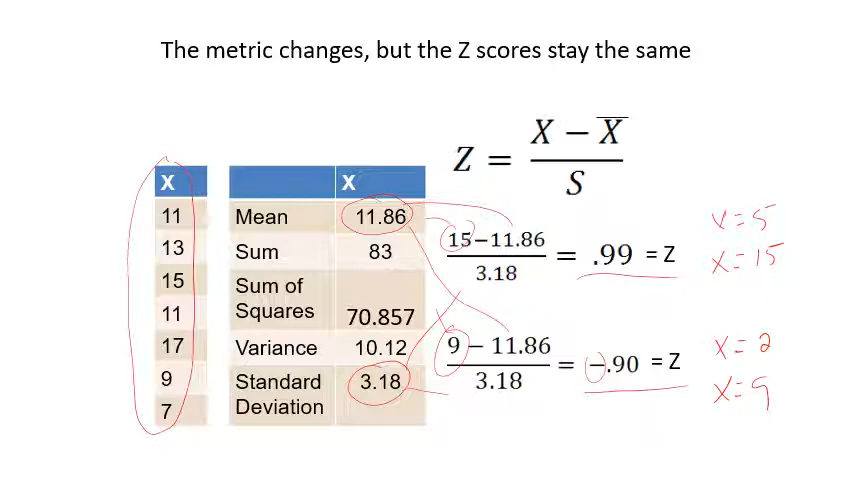 The metric changes, but the Z scores stay the same
Z = (X − X̅) / S
X
11
13
15
11
17
9
7
X
Mean 11.86
Sum 83
Sum of Squares 70.857
Variance 10.12
Standard Deviation 3.18
(15−11.86) / 3.18 = .99 = Z
x = 5
x = 15
(9 − 11.86) / 3.18 = −.90 = Z
x = 2
x = 9